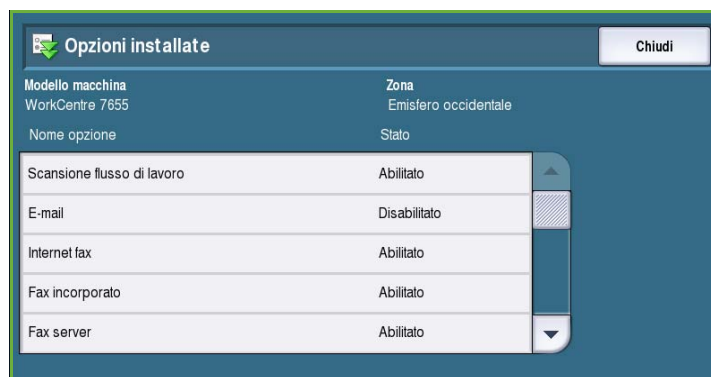 Opzioni installate
Chiudi
Modello macchina Zona
WorkCentre 7655 Emisfero occidentale
Nome opzione Stato
Scansione flusso di lavoro Abilitato
E-mail Disabilitato
Internet fax Abilitato
Fax incorporato Abilitato
Fax server Abilitato